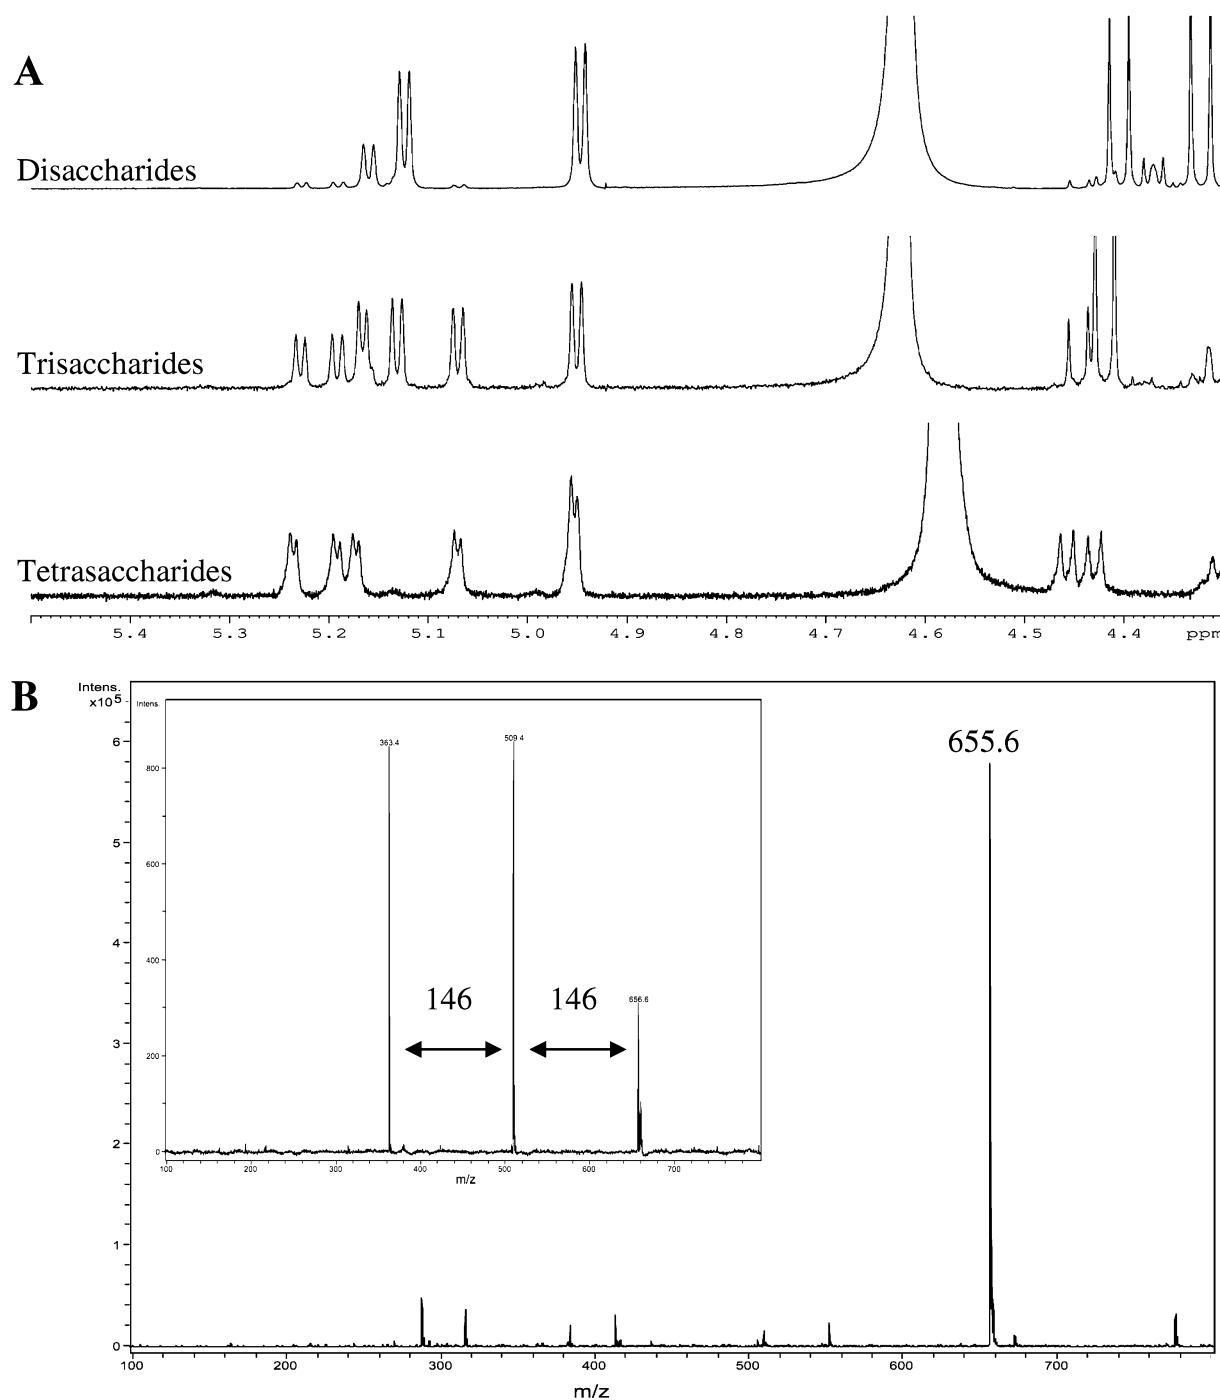 A
Disaccharides
Trisaccharides
Tetrasaccharides
5.4 5.3 5.2 5.1 5.0 4.9 4.8 4.7 4.6 4.5 4.4 ppm
B
Intens.
x10⁵
6
5
4
3
2
1
0
100 200 300 400 500 600 700
m/z
655.6
Intens.
800
600
400
200
0
100 200 300 400 500 600 700
m/z
363.4
509.4
656.6
146 146